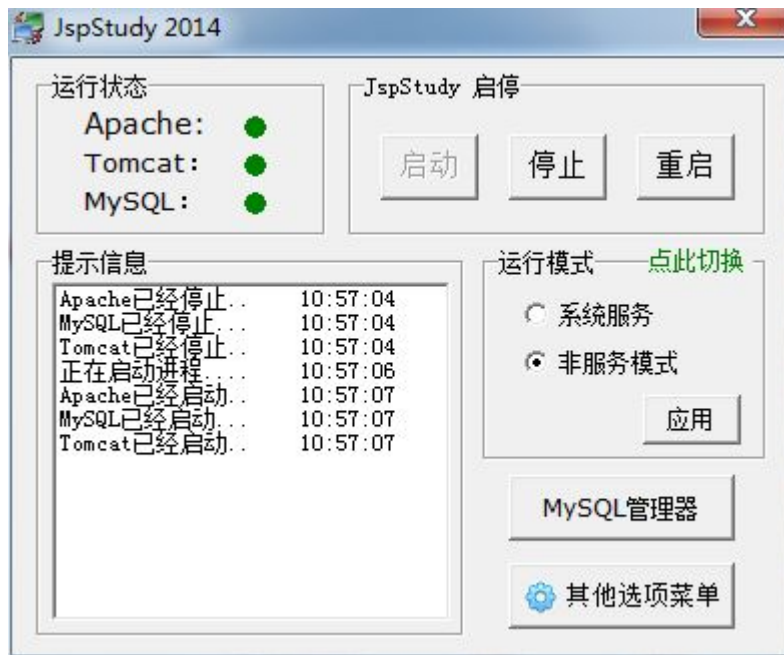 JspStudy 2014
运行状态
Apache:
Tomcat:
MySQL:
JspStudy 启停
启动
停止
重启
提示信息
Apache已经停止.. 10:57:04
MySQL已经停止... 10:57:04
Tomcat已经停止.. 10:57:04
正在启动进程.... 10:57:06
Apache已经启动.. 10:57:07
MySQL已经启动... 10:57:07
Tomcat已经启动.. 10:57:07
运行模式 点此切换
系统服务
非服务模式
应用
MySQL管理器
其他选项菜单